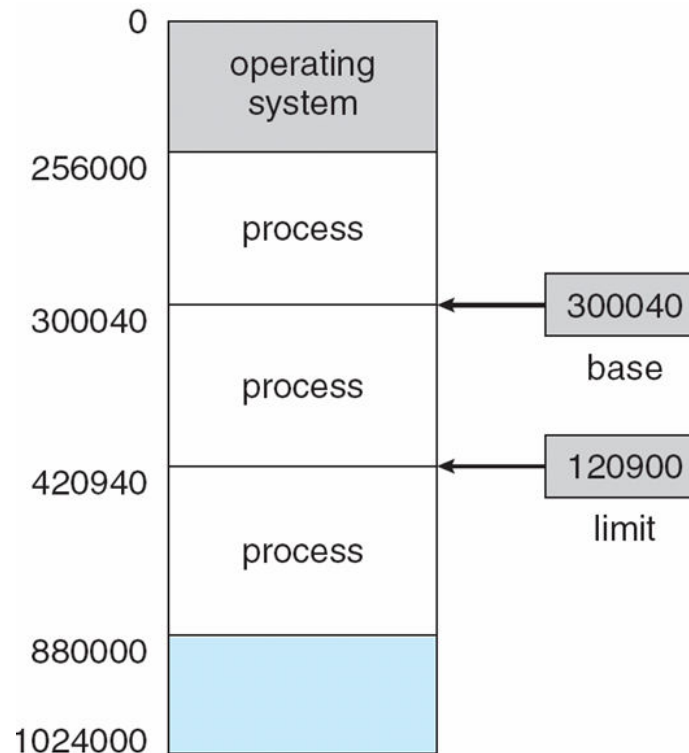 0
operating
system
256000
process
300040
300040
base
process
420940
120900
limit
process
880000
1024000